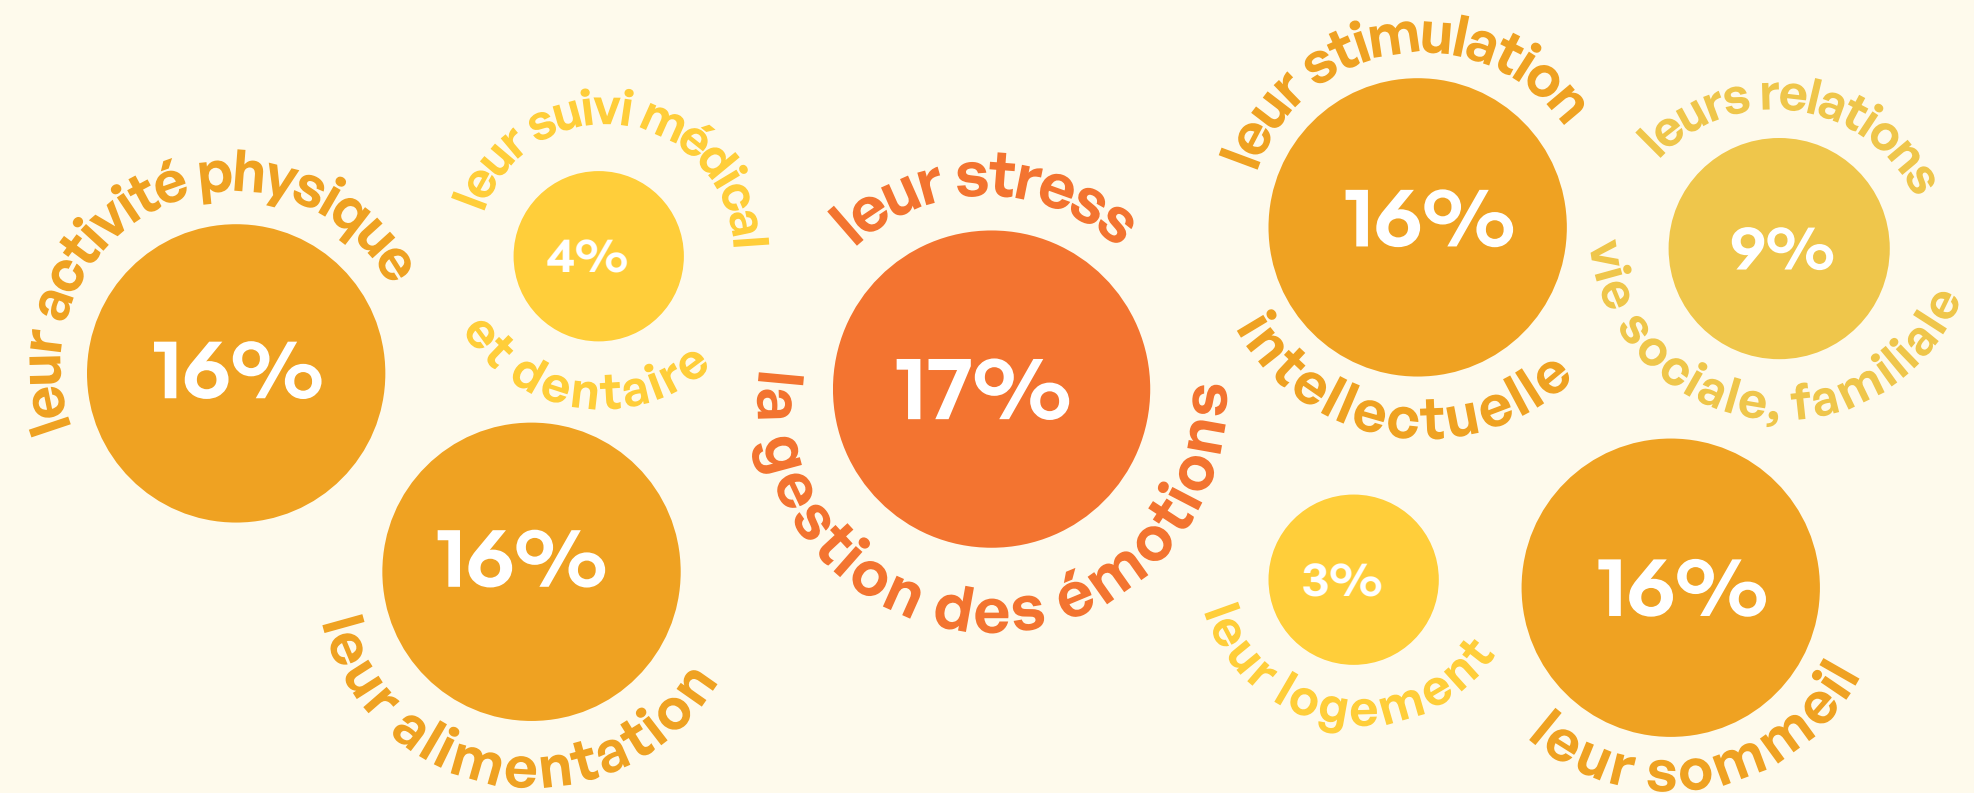 leur activité physique
16%
leur suivi médical
4%
et dentaire
16%
leur alimentation
leur stress
17%
la gestion des émotions
leur stimulation
16%
intellectuelle
leurs relations
9%
vie sociale, familiale
3%
leur logement
16%
leur sommeil